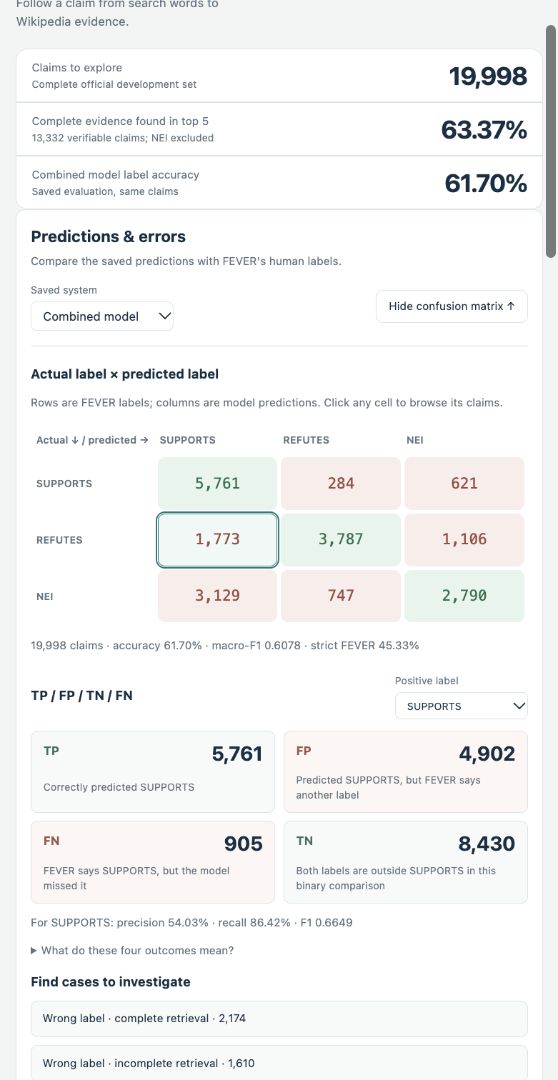 Follow a claim from search words to
Wikipedia evidence.
Claims to explore
Complete official development set
19,998
Complete evidence found in top 5
13,332 verifiable claims; NEI excluded
63.37%
Combined model label accuracy
Saved evaluation, same claims
61.70%
Predictions & errors
Compare the saved predictions with FEVER's human labels.
Saved system
Combined model
Hide confusion matrix ↑
Actual label × predicted label
Rows are FEVER labels; columns are model predictions. Click any cell to browse its claims.
Actual ↓ / predicted → SUPPORTS REFUTES NEI
SUPPORTS 5,761 284 621
REFUTES 1,773 3,787 1,106
NEI 3,129 747 2,790
19,998 claims · accuracy 61.70% · macro-F1 0.6078 · strict FEVER 45.33%
TP / FP / TN / FN
Positive label
SUPPORTS
TP 5,761
Correctly predicted SUPPORTS
FP 4,902
Predicted SUPPORTS, but FEVER says
another label
FN 905
FEVER says SUPPORTS, but the model
missed it
TN 8,430
Both labels are outside SUPPORTS in this
binary comparison
For SUPPORTS: precision 54.03% · recall 86.42% · F1 0.6649
▶ What do these four outcomes mean?
Find cases to investigate
Wrong label · complete retrieval · 2,174
Wrong label · incomplete retrieval · 1,610